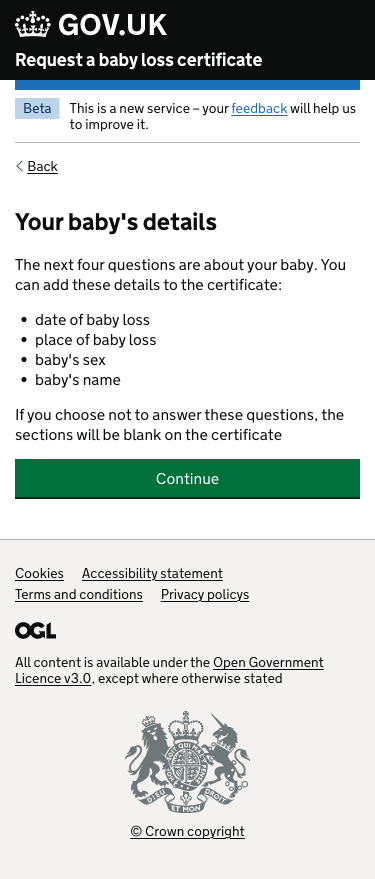 GOV.UK
Request a baby loss certificate
Beta
This is a new service – your feedback will help us
to improve it.
Back
Your baby's details
The next four questions are about your baby. You
can add these details to the certificate:
• date of baby loss
• place of baby loss
• baby's sex
• baby's name
If you choose not to answer these questions, the
sections will be blank on the certificate
Continue
Cookies Accessibility statement
Terms and conditions Privacy policys
OGL
All content is available under the Open Government
Licence v3.0, except where otherwise stated
DIEU ET MON DROIT
© Crown copyright